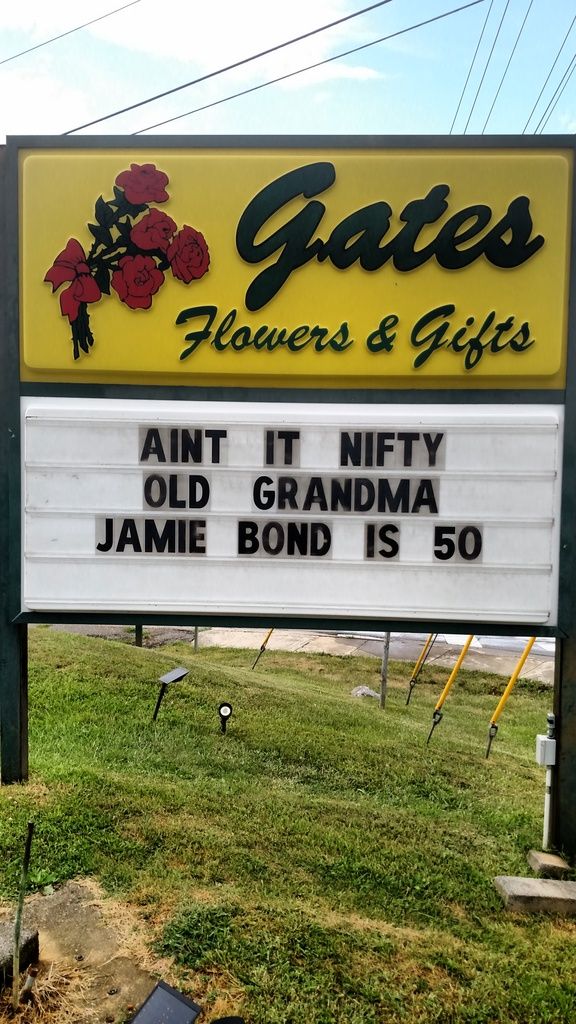 Gates
Flowers & Gifts
AINT IT NIFTY
OLD GRANDMA
JAMIE BOND IS 50